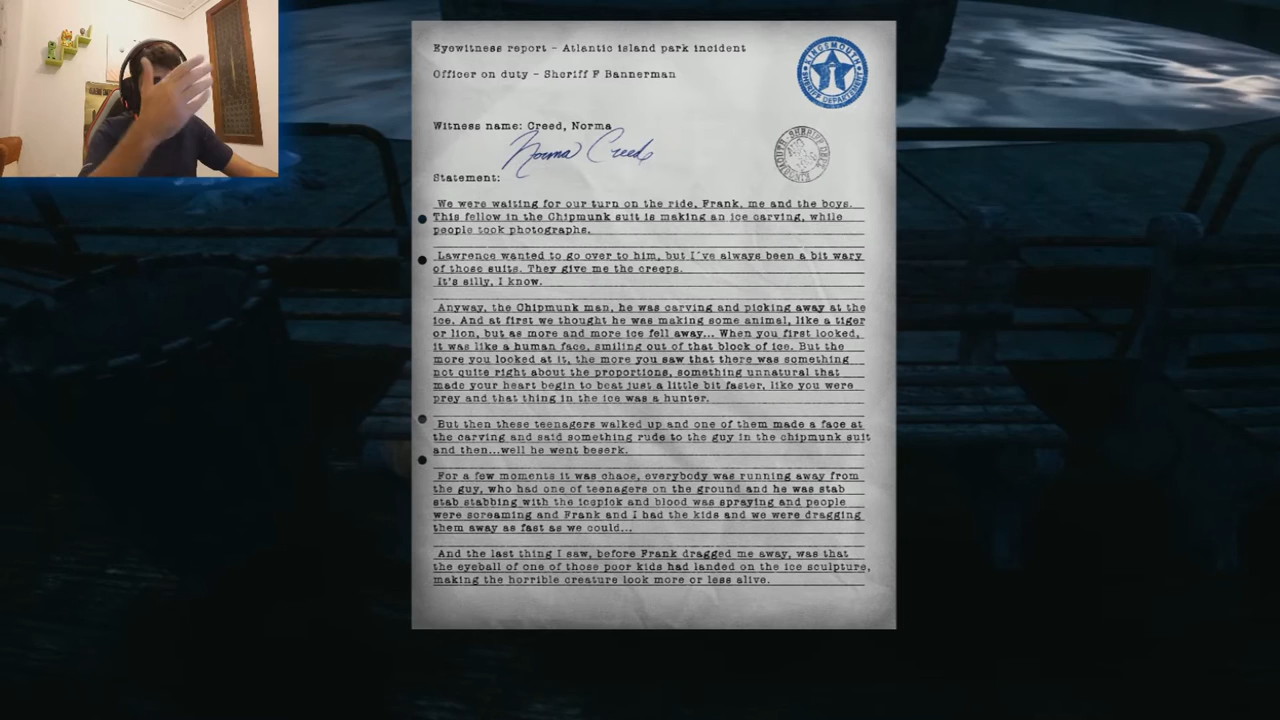 Eyewitness report - Atlantic island park incident
Officer on duty - Sheriff F Bannerman
KINGSMOUTH
SHERIFF DEPARTEMENT
Witness name: Creed, Norma
Norma Creed
Statement:
We were waiting for our turn on the ride, Frank, me and the boys.
This fellow in the Chipmunk suit is making an ice carving, while
people took photographs.
Lawrence wanted to go over to him, but I've always been a bit wary
of those suits. They give me the creeps.
It's silly, I know.
Anyway, the Chipmunk man, he was carving and picking away at the
ice. And at first we thought he was making some animal, like a tiger
or lion, but as more and more ice fell away... When you first looked,
it was like a human face, smiling out of that block of ice. But the
more you looked at it, the more you saw that there was something
not quite right about the proportions, something unnatural that
made your heart begin to beat just a little bit faster, like you were
prey and that thing in the ice was a hunter.
But then these teenagers walked up and one of them made a face at
the carving and said something rude to the guy in the chipmunk suit
and then...well he went beserk.
For a few moments it was chaos, everybody was running away from
the guy, who had one of teenagers on the ground and he was stab
stab stabbing with the icepick and blood was spraying and people
were screaming and Frank and I had the kids and we were dragging
them away as fast as we could...
And the last thing I saw, before Frank dragged me away, was that
the eyeball of one of those poor kids had landed on the ice sculpture,
making the horrible creature look more or less alive.